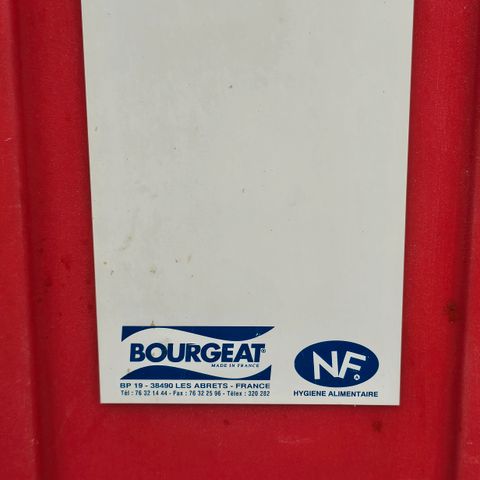 BOURGEAT®
MADE IN FRANCE
BP 19 - 38490 LES ABRETS - FRANCE
Tél : 76 32 14 44 - Fax : 76 32 25 96 - Télex : 320 282
NF
HYGIENE ALIMENTAIRE